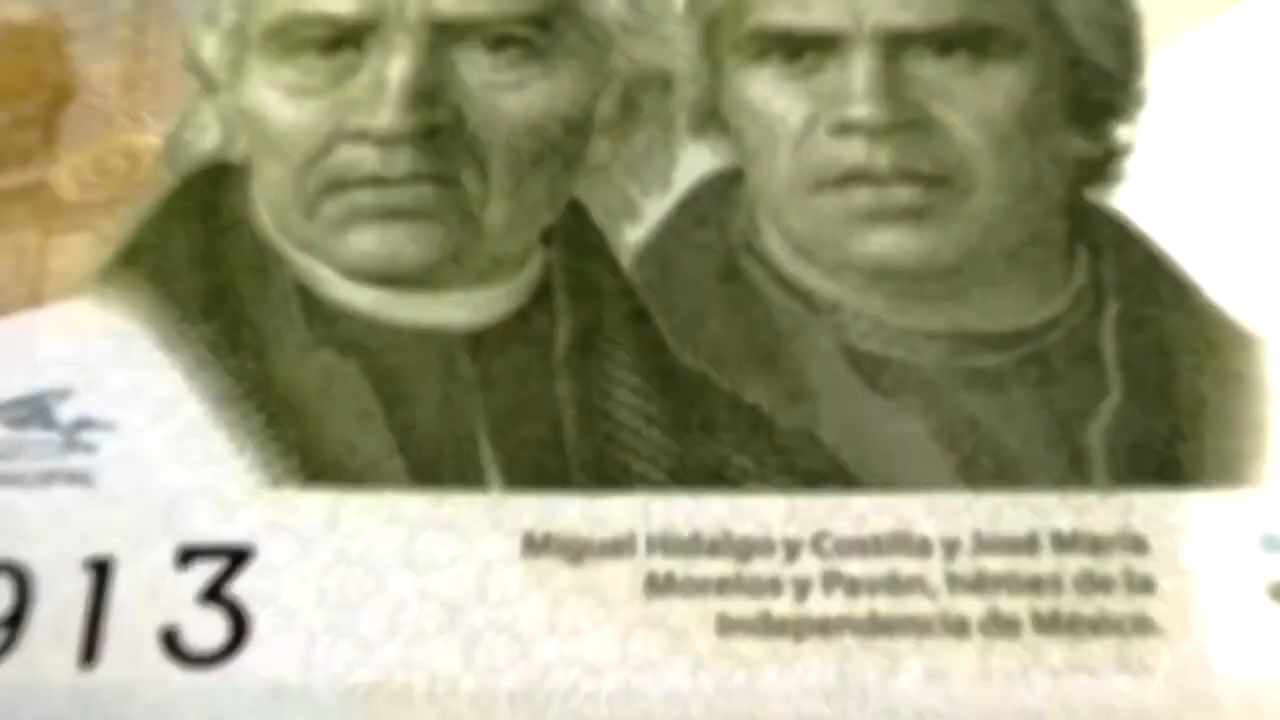 913
Miguel Hidalgo y Costilla y José María
Morelos y Pavón, héroes de la
Independencia de México.